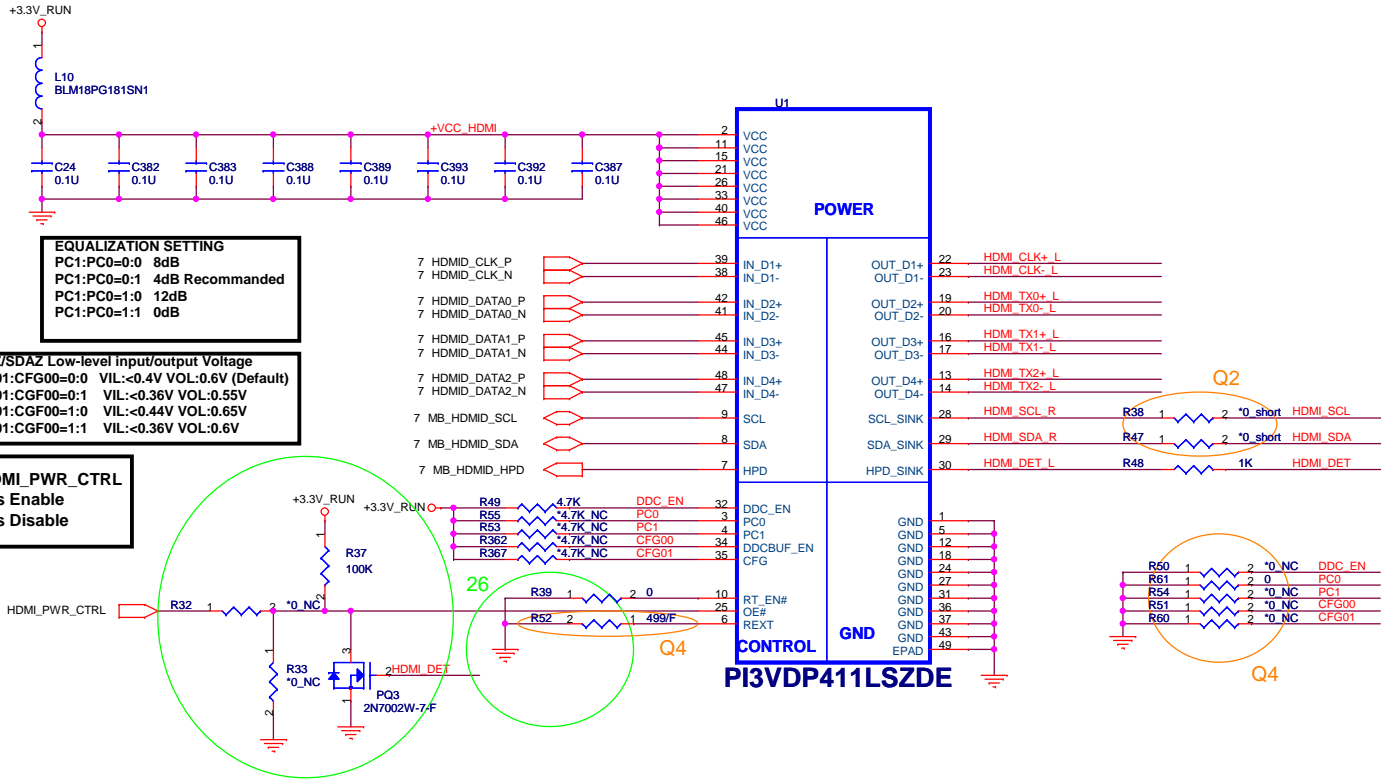 +3.3V_RUN
1
L10
BLM18PG181SN1
2
+VCC_HDMI
C24
0.1U
C382
0.1U
C383
0.1U
C388
0.1U
C389
0.1U
C393
0.1U
C392
0.1U
C387
0.1U
EQUALIZATION SETTING
PC1:PC0=0:0 8dB
PC1:PC0=0:1 4dB Recommanded
PC1:PC0=1:0 12dB
PC1:PC0=1:1 0dB
/SDAZ Low-level input/output Voltage
01:CFG00=0:0 VIL:<0.4V VOL:0.6V (Default)
01:CGF00=0:1 VIL:<0.36V VOL:0.55V
01:CGF00=1:0 VIL:<0.44V VOL:0.65V
01:CGF00=1:1 VIL:<0.36V VOL:0.6V
DMI_PWR_CTRL
s Enable
s Disable
U1
2 VCC
11 VCC
15 VCC
21 VCC
26 VCC
33 VCC
40 VCC
46 VCC
POWER
7 HDMID_CLK_P 39 IN_D1+
7 HDMID_CLK_N 38 IN_D1-
7 HDMID_DATA0_P 42 IN_D2+
7 HDMID_DATA0_N 41 IN_D2-
7 HDMID_DATA1_P 45 IN_D3+
7 HDMID_DATA1_N 44 IN_D3-
7 HDMID_DATA2_P 48 IN_D4+
7 HDMID_DATA2_N 47 IN_D4-
7 MB_HDMID_SCL 9 SCL
7 MB_HDMID_SDA 8 SDA
7 MB_HDMID_HPD 7 HPD
OUT_D1+ 22 HDMI_CLK+_L
OUT_D1- 23 HDMI_CLK-_L
OUT_D2+ 19 HDMI_TX0+_L
OUT_D2- 20 HDMI_TX0-_L
OUT_D3+ 16 HDMI_TX1+_L
OUT_D3- 17 HDMI_TX1-_L
OUT_D4+ 13 HDMI_TX2+_L
OUT_D4- 14 HDMI_TX2-_L
Q2
SCL_SINK 28 HDMI_SCL_R R38 1 2 *0_short HDMI_SCL
SDA_SINK 29 HDMI_SDA_R R47 1 2 *0_short HDMI_SDA
HPD_SINK 30 HDMI_DET_L R48 1K HDMI_DET
+3.3V_RUN
R49 4.7K DDC_EN 32 DDC_EN
R55 *4.7K_NC PC0 3 PC0
R53 *4.7K_NC PC1 4 PC1
R362 *4.7K_NC CFG00 34 DDCBUF_EN
R367 *4.7K_NC CFG01 35 CFG
26
R39 1 2 0 10 RT_EN#
25 OE#
R52 2 1 499/F 6 REXT
Q4
CONTROL
GND 1
GND 5
GND 12
GND 18
GND 24
GND 27
GND 31
GND 36
GND 37
GND 43
EPAD 49
GND
PI3VDP411LSZDE
+3.3V_RUN
1
R37
100K
2
HDMI_PWR_CTRL R32 1 2 *0_NC
1
R33
*0_NC
2
3
2 HDMI_DET
1
PQ3
2N7002W-7-F
R50 1 2 *0_NC DDC_EN
R61 1 2 0 PC0
R54 1 2 *0_NC PC1
R51 1 2 *0_NC CFG00
R60 1 2 *0_NC CFG01
Q4